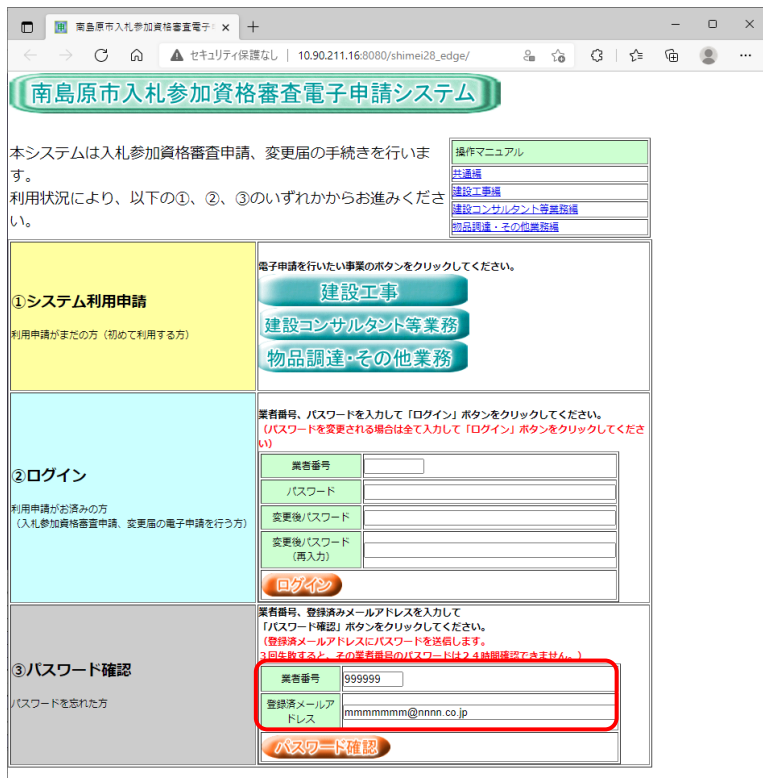 南島原市入札参加資格審査電子
セキュリティ保護なし
10.90.211.16:8080/shimei28_edge/
南島原市入札参加資格審査電子申請システム
本システムは入札参加資格審査申請、変更届の手続きを行いま
す。
利用状況により、以下の①、②、③のいずれかからお進みくださ
い。
操作マニュアル
共通編
建設工事編
建設コンサルタント等業務編
物品調達・その他業務編
①システム利用申請
利用申請がまだの方（初めて利用する方）
電子申請を行いたい事業のボタンをクリックしてください。
建設工事
建設コンサルタント等業務
物品調達・その他業務
②ログイン
利用申請がお済みの方
（入札参加資格審査申請、変更届の電子申請を行う方）
業者番号、パスワードを入力して「ログイン」ボタンをクリックしてください。
（パスワードを変更される場合は全て入力して「ログイン」ボタンをクリックしてくださ
い）
業者番号
パスワード
変更後パスワード
変更後パスワード
（再入力）
ログイン
③パスワード確認
パスワードを忘れた方
業者番号、登録済みメールアドレスを入力して
「パスワード確認」ボタンをクリックしてください。
（登録済メールアドレスにパスワードを送信します。
３回失敗すると、その業者番号のパスワードは２４時間確認できません。）
業者番号
999999
登録済メールア
ドレス
mmmmmmm@nnnn.co.jp
パスワード確認